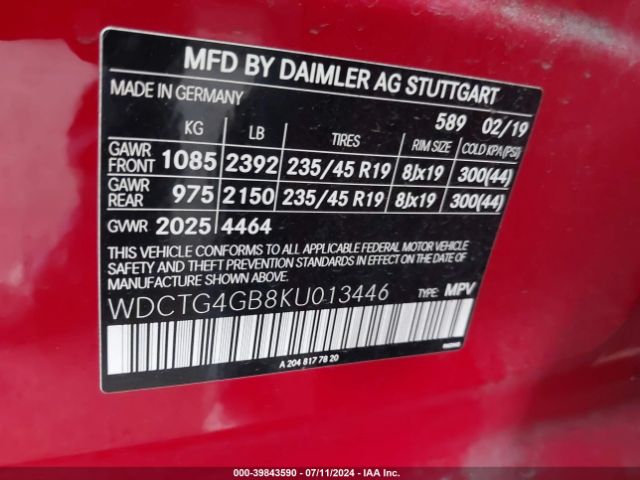 MFD BY DAIMLER AG STUTTGART
MADE IN GERMANY
589 02/19
KG LB TIRES RIM SIZE COLD KPA(PSI)
GAWR FRONT 1085 2392 235/45 R19 8Jx19 300(44)
GAWR REAR 975 2150 235/45 R19 8Jx19 300(44)
GVWR 2025 4464
THIS VEHICLE CONFORMS TO ALL APPLICABLE FEDERAL MOTOR VEHICLE
SAFETY AND THEFT PREVENTION STANDARDS IN EFFECT ON THE DATE
OF MANUFACTURE SHOWN ABOVE.
WDCTG4GB8KU013446 TYPE: MPV
A 204 817 78 20
000-39843590 - 07/11/2024 - IAAI.COM